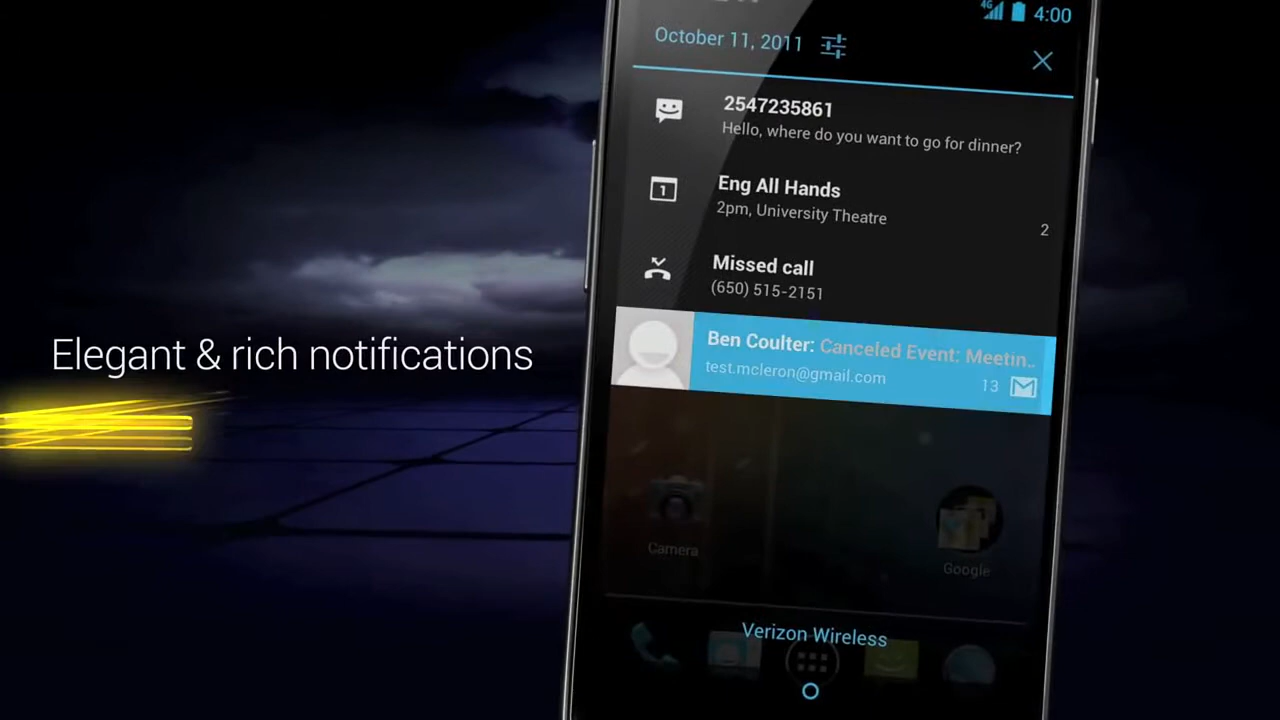 4G 4:00
October 11, 2011
2547235861
Hello, where do you want to go for dinner?
1
Eng All Hands
2pm, University Theatre
2
Missed call
(650) 515-2151
Elegant & rich notifications
Ben Coulter: Canceled Event: Meetin..
test.mcleron@gmail.com
13
Camera
Google
Verizon Wireless